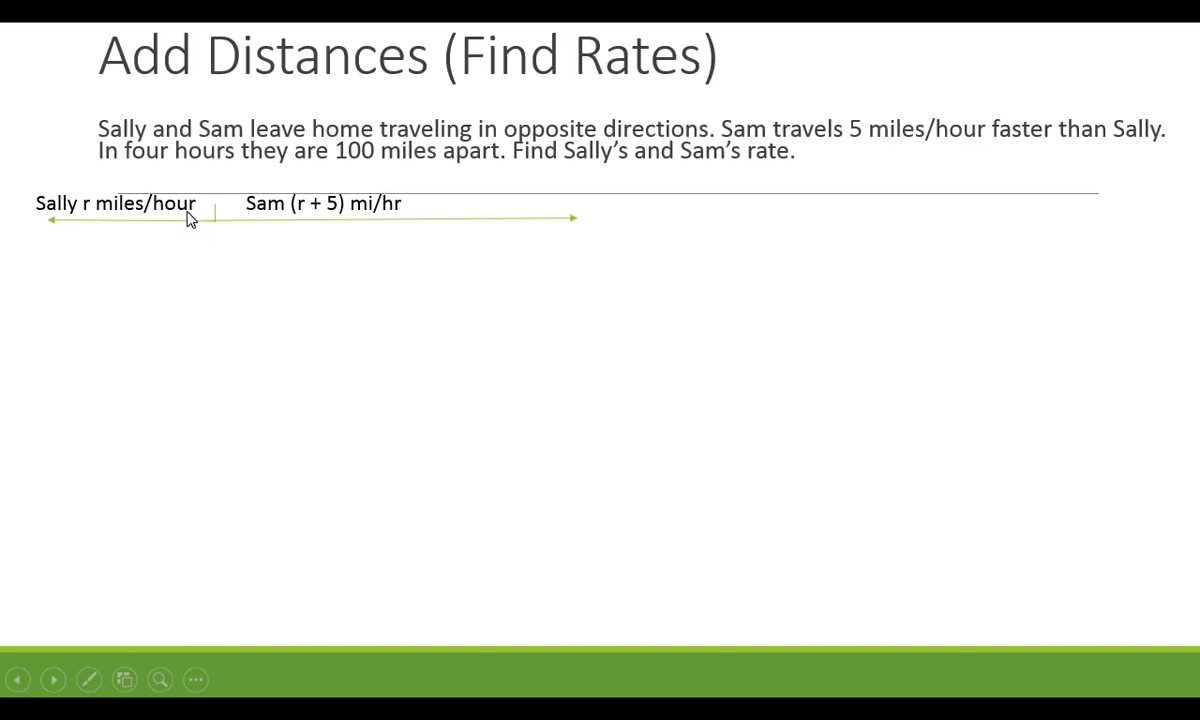 Add Distances (Find Rates)
Sally and Sam leave home traveling in opposite directions. Sam travels 5 miles/hour faster than Sally.
In four hours they are 100 miles apart. Find Sally’s and Sam’s rate.
Sally r miles/hour Sam (r + 5) mi/hr